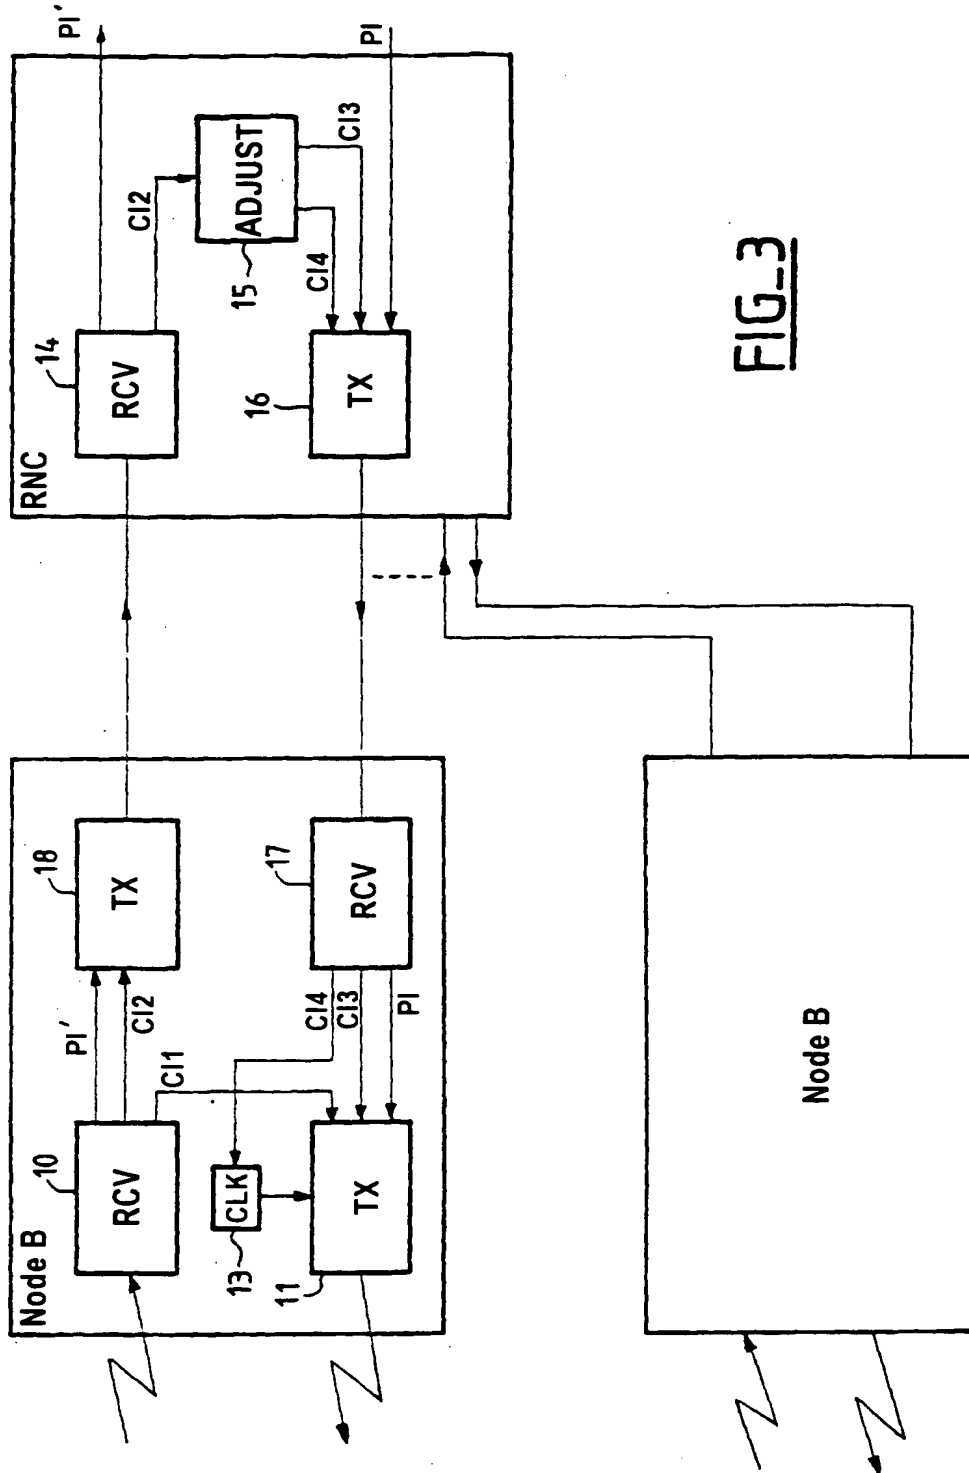 Node B
10
RCV
PI'
CI2
CI1
18
TX
13
CLK
11
TX
CI4
CI3
PI
17
RCV
RNC
14
RCV
CI2
PI'
15
ADJUST
CI4
CI3
16
TX
PI
Node B
FIG_3